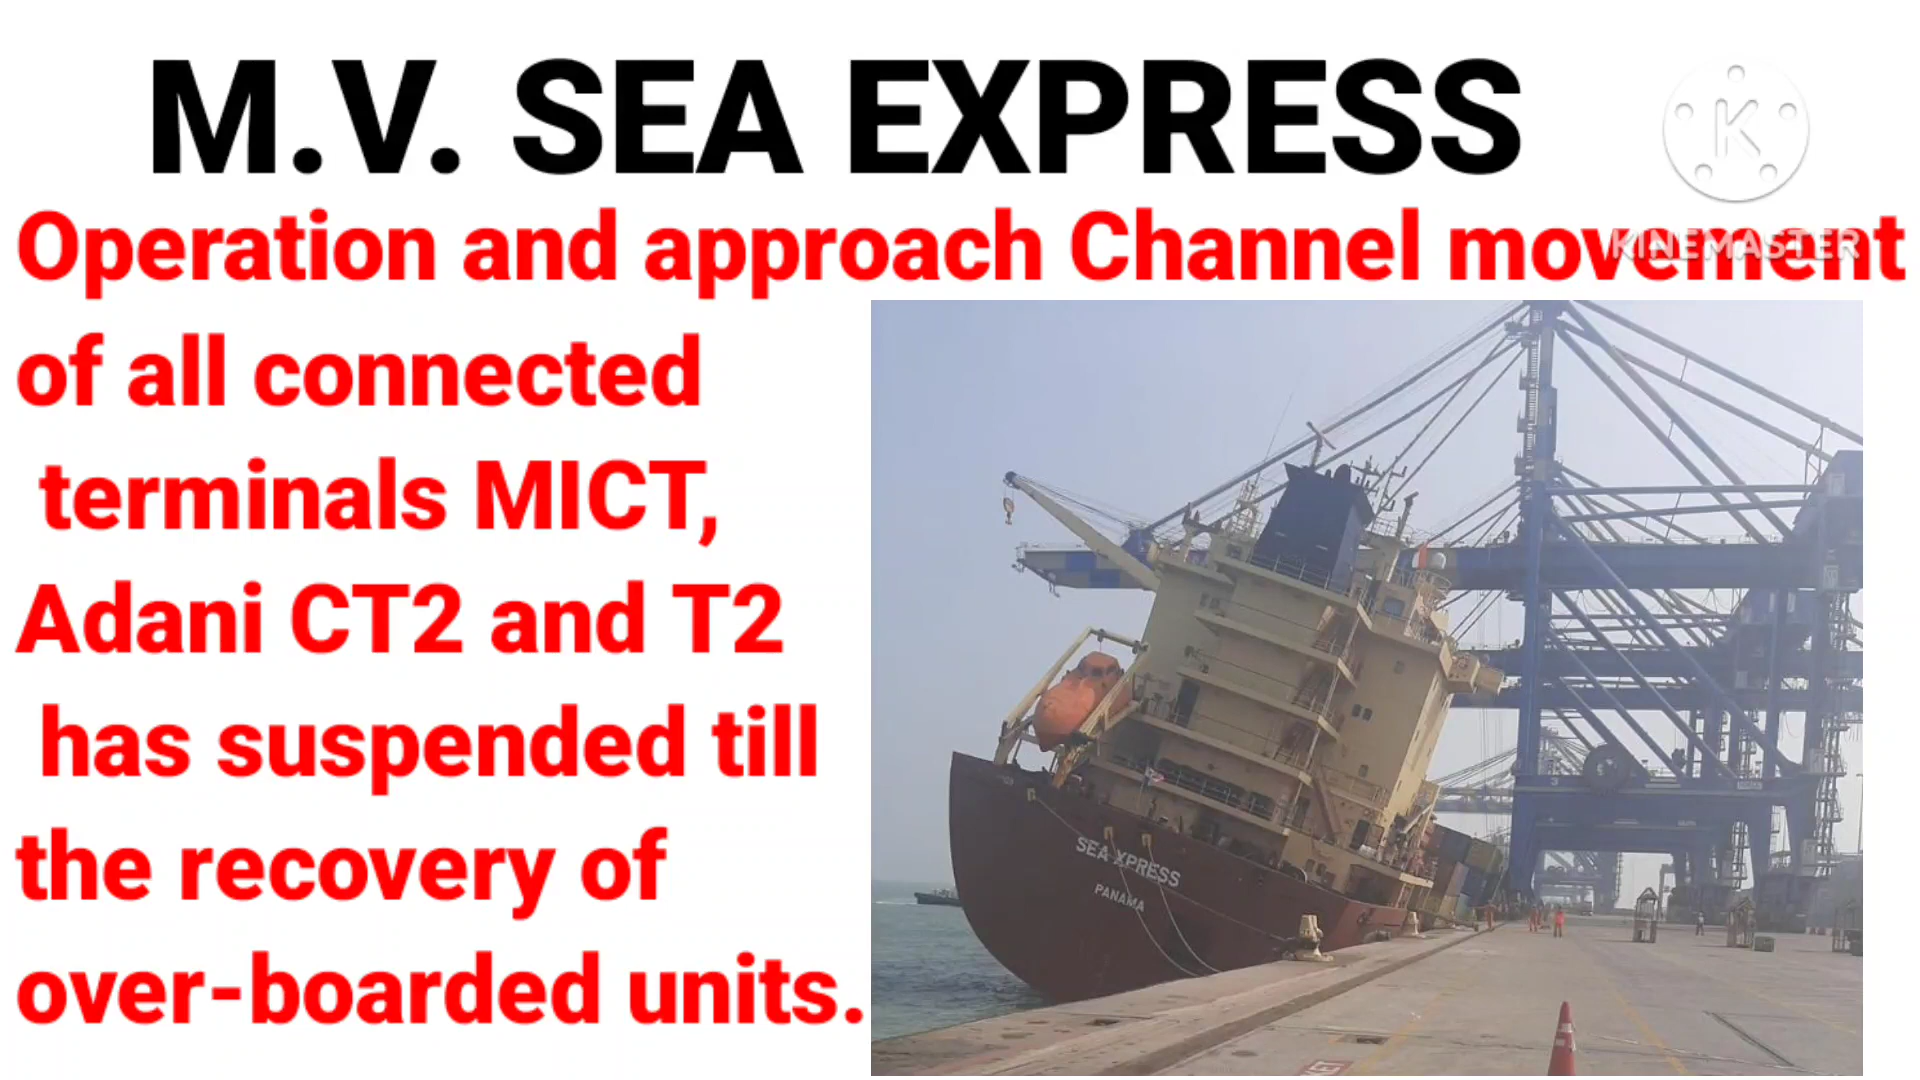 M.V. SEA EXPRESS
K
KINEMASTER
Operation and approach Channel movement
of all connected
terminals MICT,
Adani CT2 and T2
has suspended till
the recovery of
over-boarded units.
SEA XPRESS
PANAMA